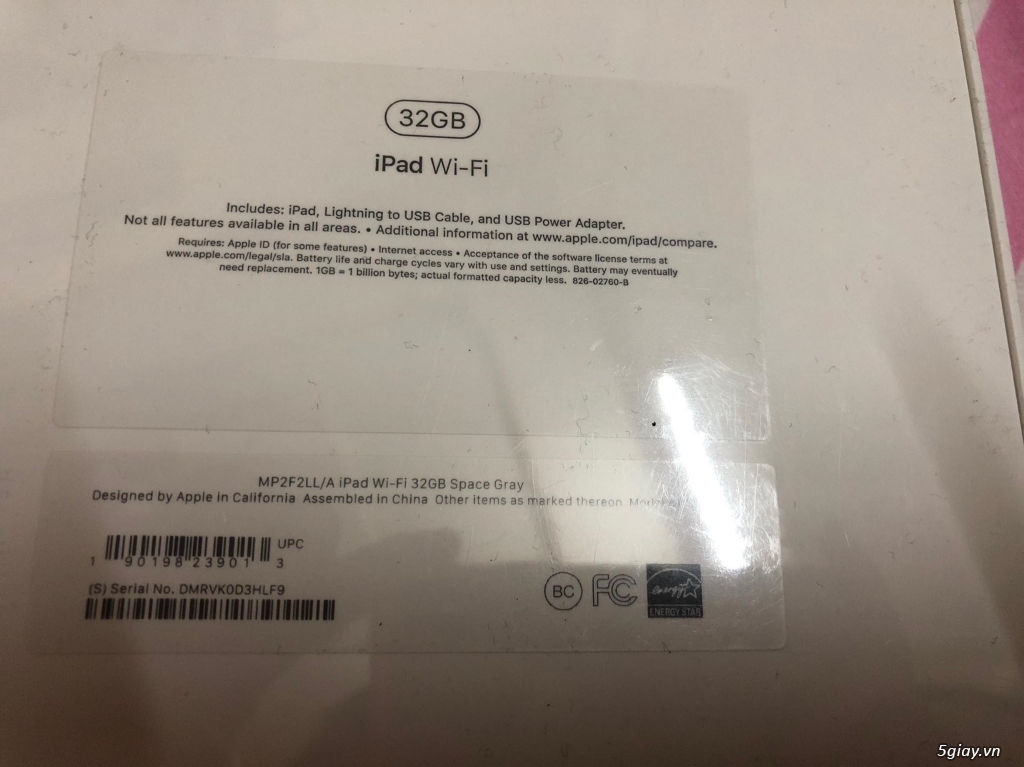 32GB
iPad Wi-Fi
Includes: iPad, Lightning to USB Cable, and USB Power Adapter.
Not all features available in all areas. • Additional information at www.apple.com/ipad/compare.
Requires: Apple ID (for some features) • Internet access • Acceptance of the software license terms at
www.apple.com/legal/sla. Battery life and charge cycles vary with use and settings. Battery may eventually
need replacement. 1GB = 1 billion bytes; actual formatted capacity less. 826-02760-B
MP2F2LL/A iPad Wi-Fi 32GB Space Gray
Designed by Apple in California Assembled in China Other items as marked thereon
UPC
1 90198 23901 3
(S) Serial No. DMRVK0D3HLF9
BC FC energy ENERGY STAR
5giay.vn